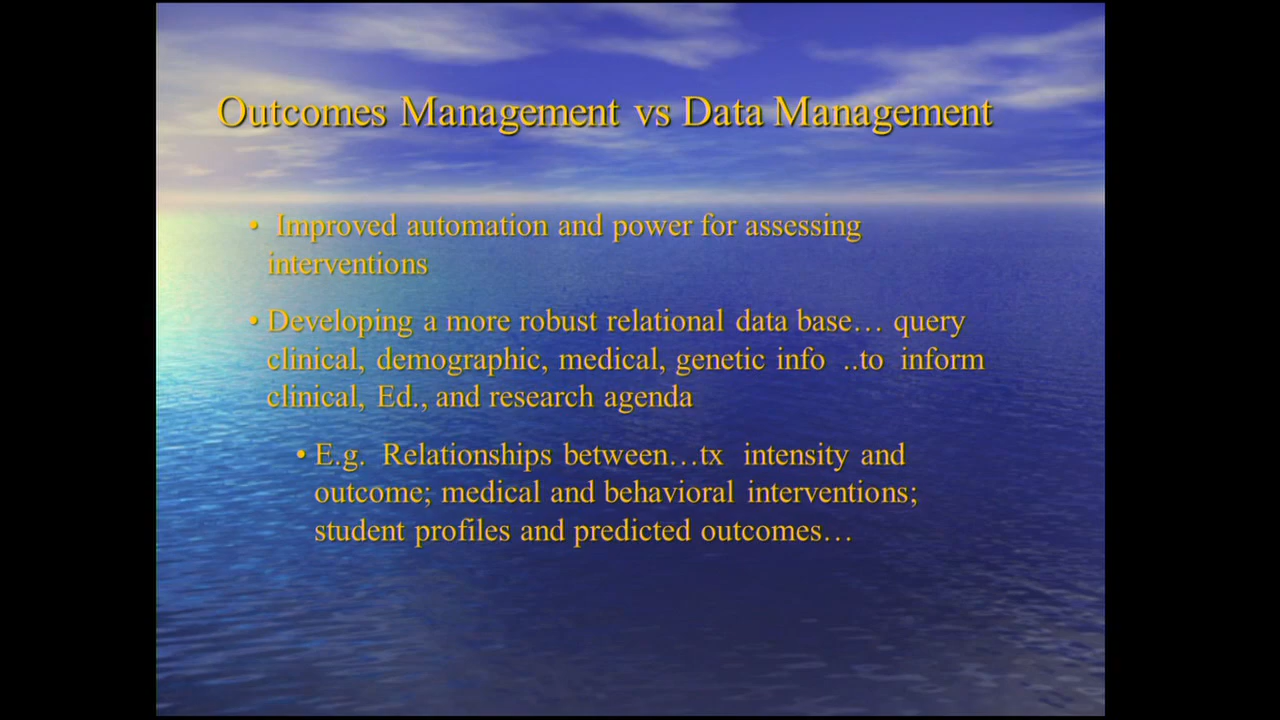 Outcomes Management vs Data Management
• Improved automation and power for assessing
interventions
• Developing a more robust relational data base… query
clinical, demographic, medical, genetic info ..to inform
clinical, Ed., and research agenda
• E.g. Relationships between…tx intensity and
outcome; medical and behavioral interventions;
student profiles and predicted outcomes…